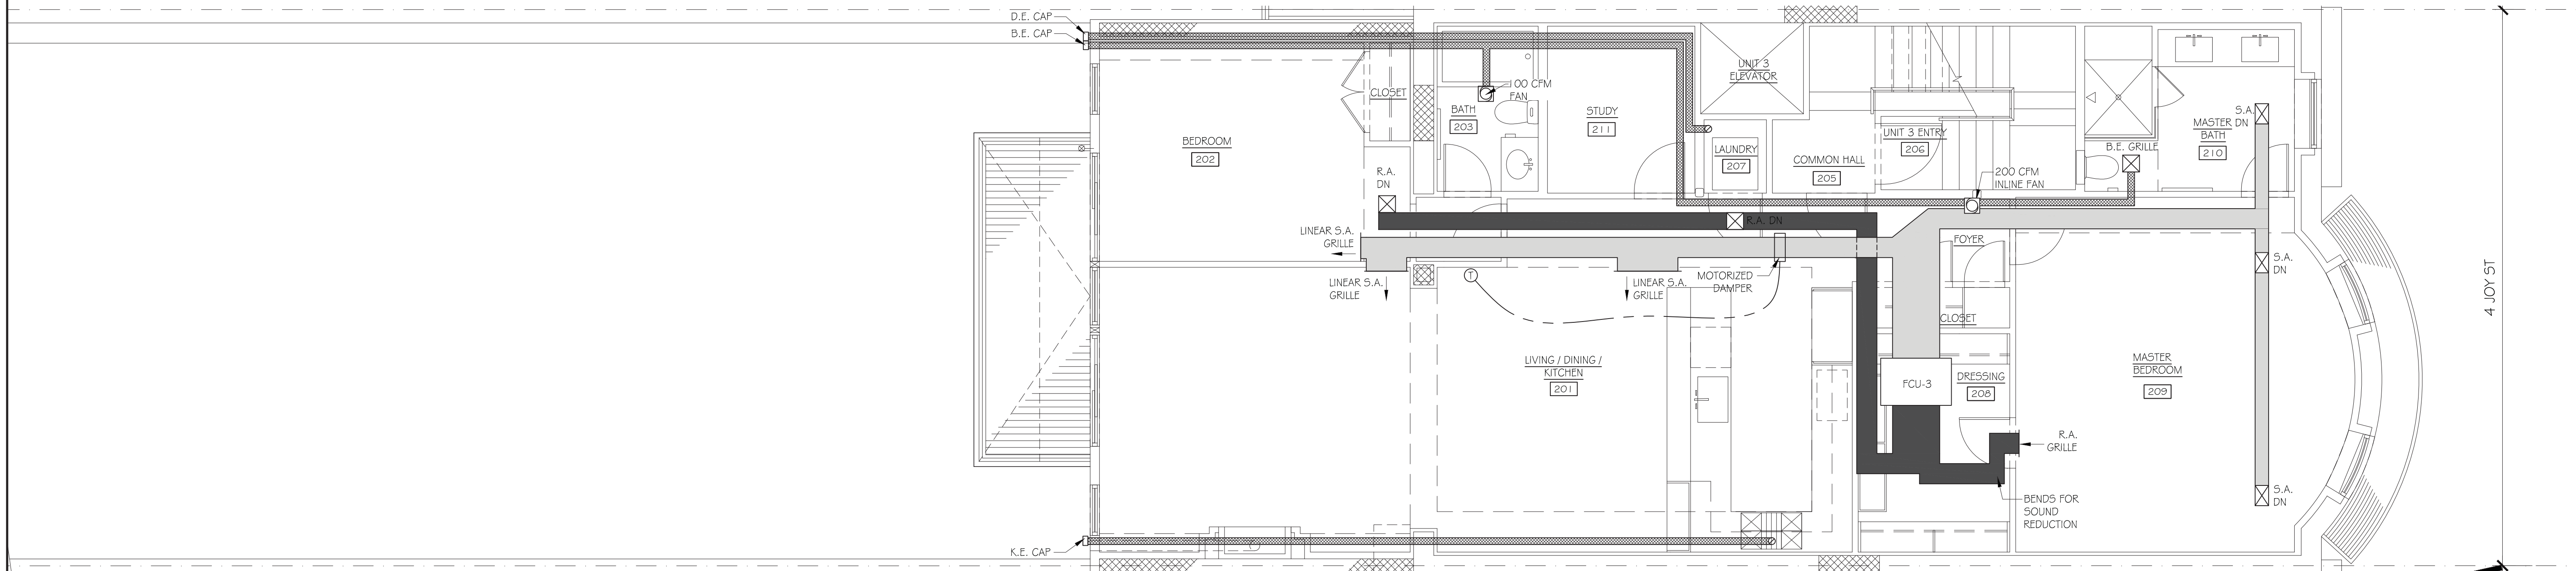 D.E. CAP
B.E. CAP
CLOSET
BEDROOM
202
BATH
203
100 CFM
FAN
STUDY
211
UNIT 3
ELEVATOR
LAUNDRY
207
COMMON HALL
205
UNIT 3 ENTRY
206
200 CFM
INLINE FAN
B.E. GRILLE
MASTER
BATH
210
S.A.
DN
R.A.
DN
R.A. DN
LINEAR S.A.
GRILLE
LINEAR S.A.
GRILLE
T
LINEAR S.A.
GRILLE
MOTORIZED
DAMPER
FOYER
CLOSET
S.A.
DN
LIVING / DINING /
KITCHEN
201
FCU-3
DRESSING
208
MASTER
BEDROOM
209
R.A.
GRILLE
BENDS FOR
SOUND
REDUCTION
S.A.
DN
K.E. CAP
4 JOY ST